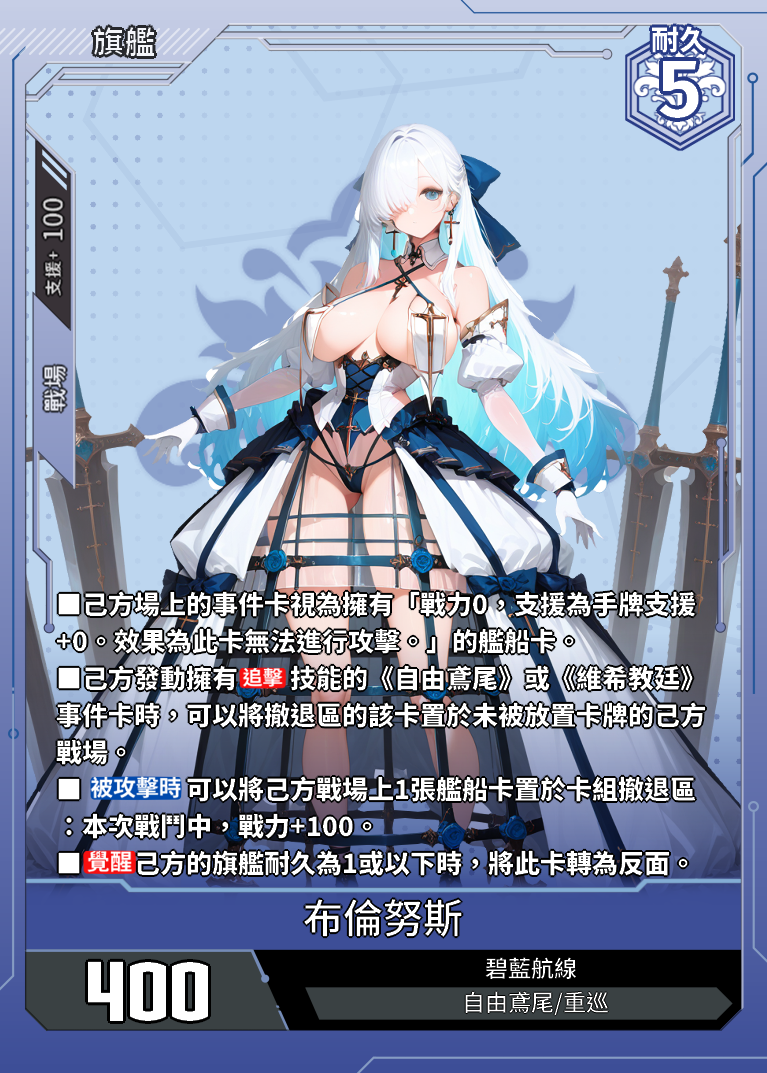 旗艦
耐久
5
支援+ 100
戰場
■己方場上的事件卡視為擁有「戰力0，支援為手牌支援
+0。效果為此卡無法進行攻擊。」的艦船卡。
■己方發動擁有 追擊 技能的《自由鳶尾》或《維希教廷》
事件卡時，可以將撤退區的該卡置於未被放置卡牌的己方
戰場。
■ 被攻擊時 可以將己方戰場上1張艦船卡置於卡組撤退區
：本次戰鬥中，戰力+100。
■ 覺醒 己方的旗艦耐久為1或以下時，將此卡轉為反面。
布倫努斯
400
碧藍航線
自由鳶尾/重巡